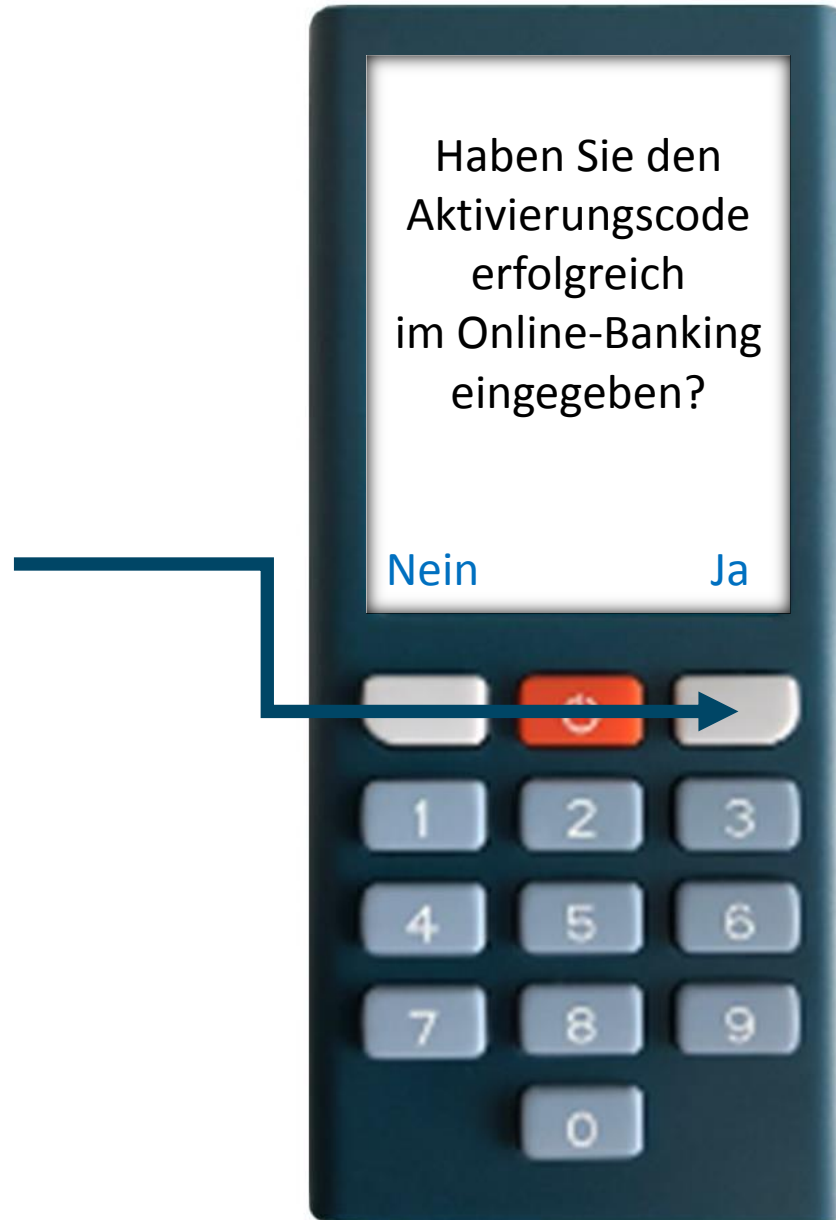 Haben Sie den
Aktivierungscode
erfolgreich
im Online-Banking
eingegeben?
Nein Ja
1 2 3
4 5 6
7 8 9
0